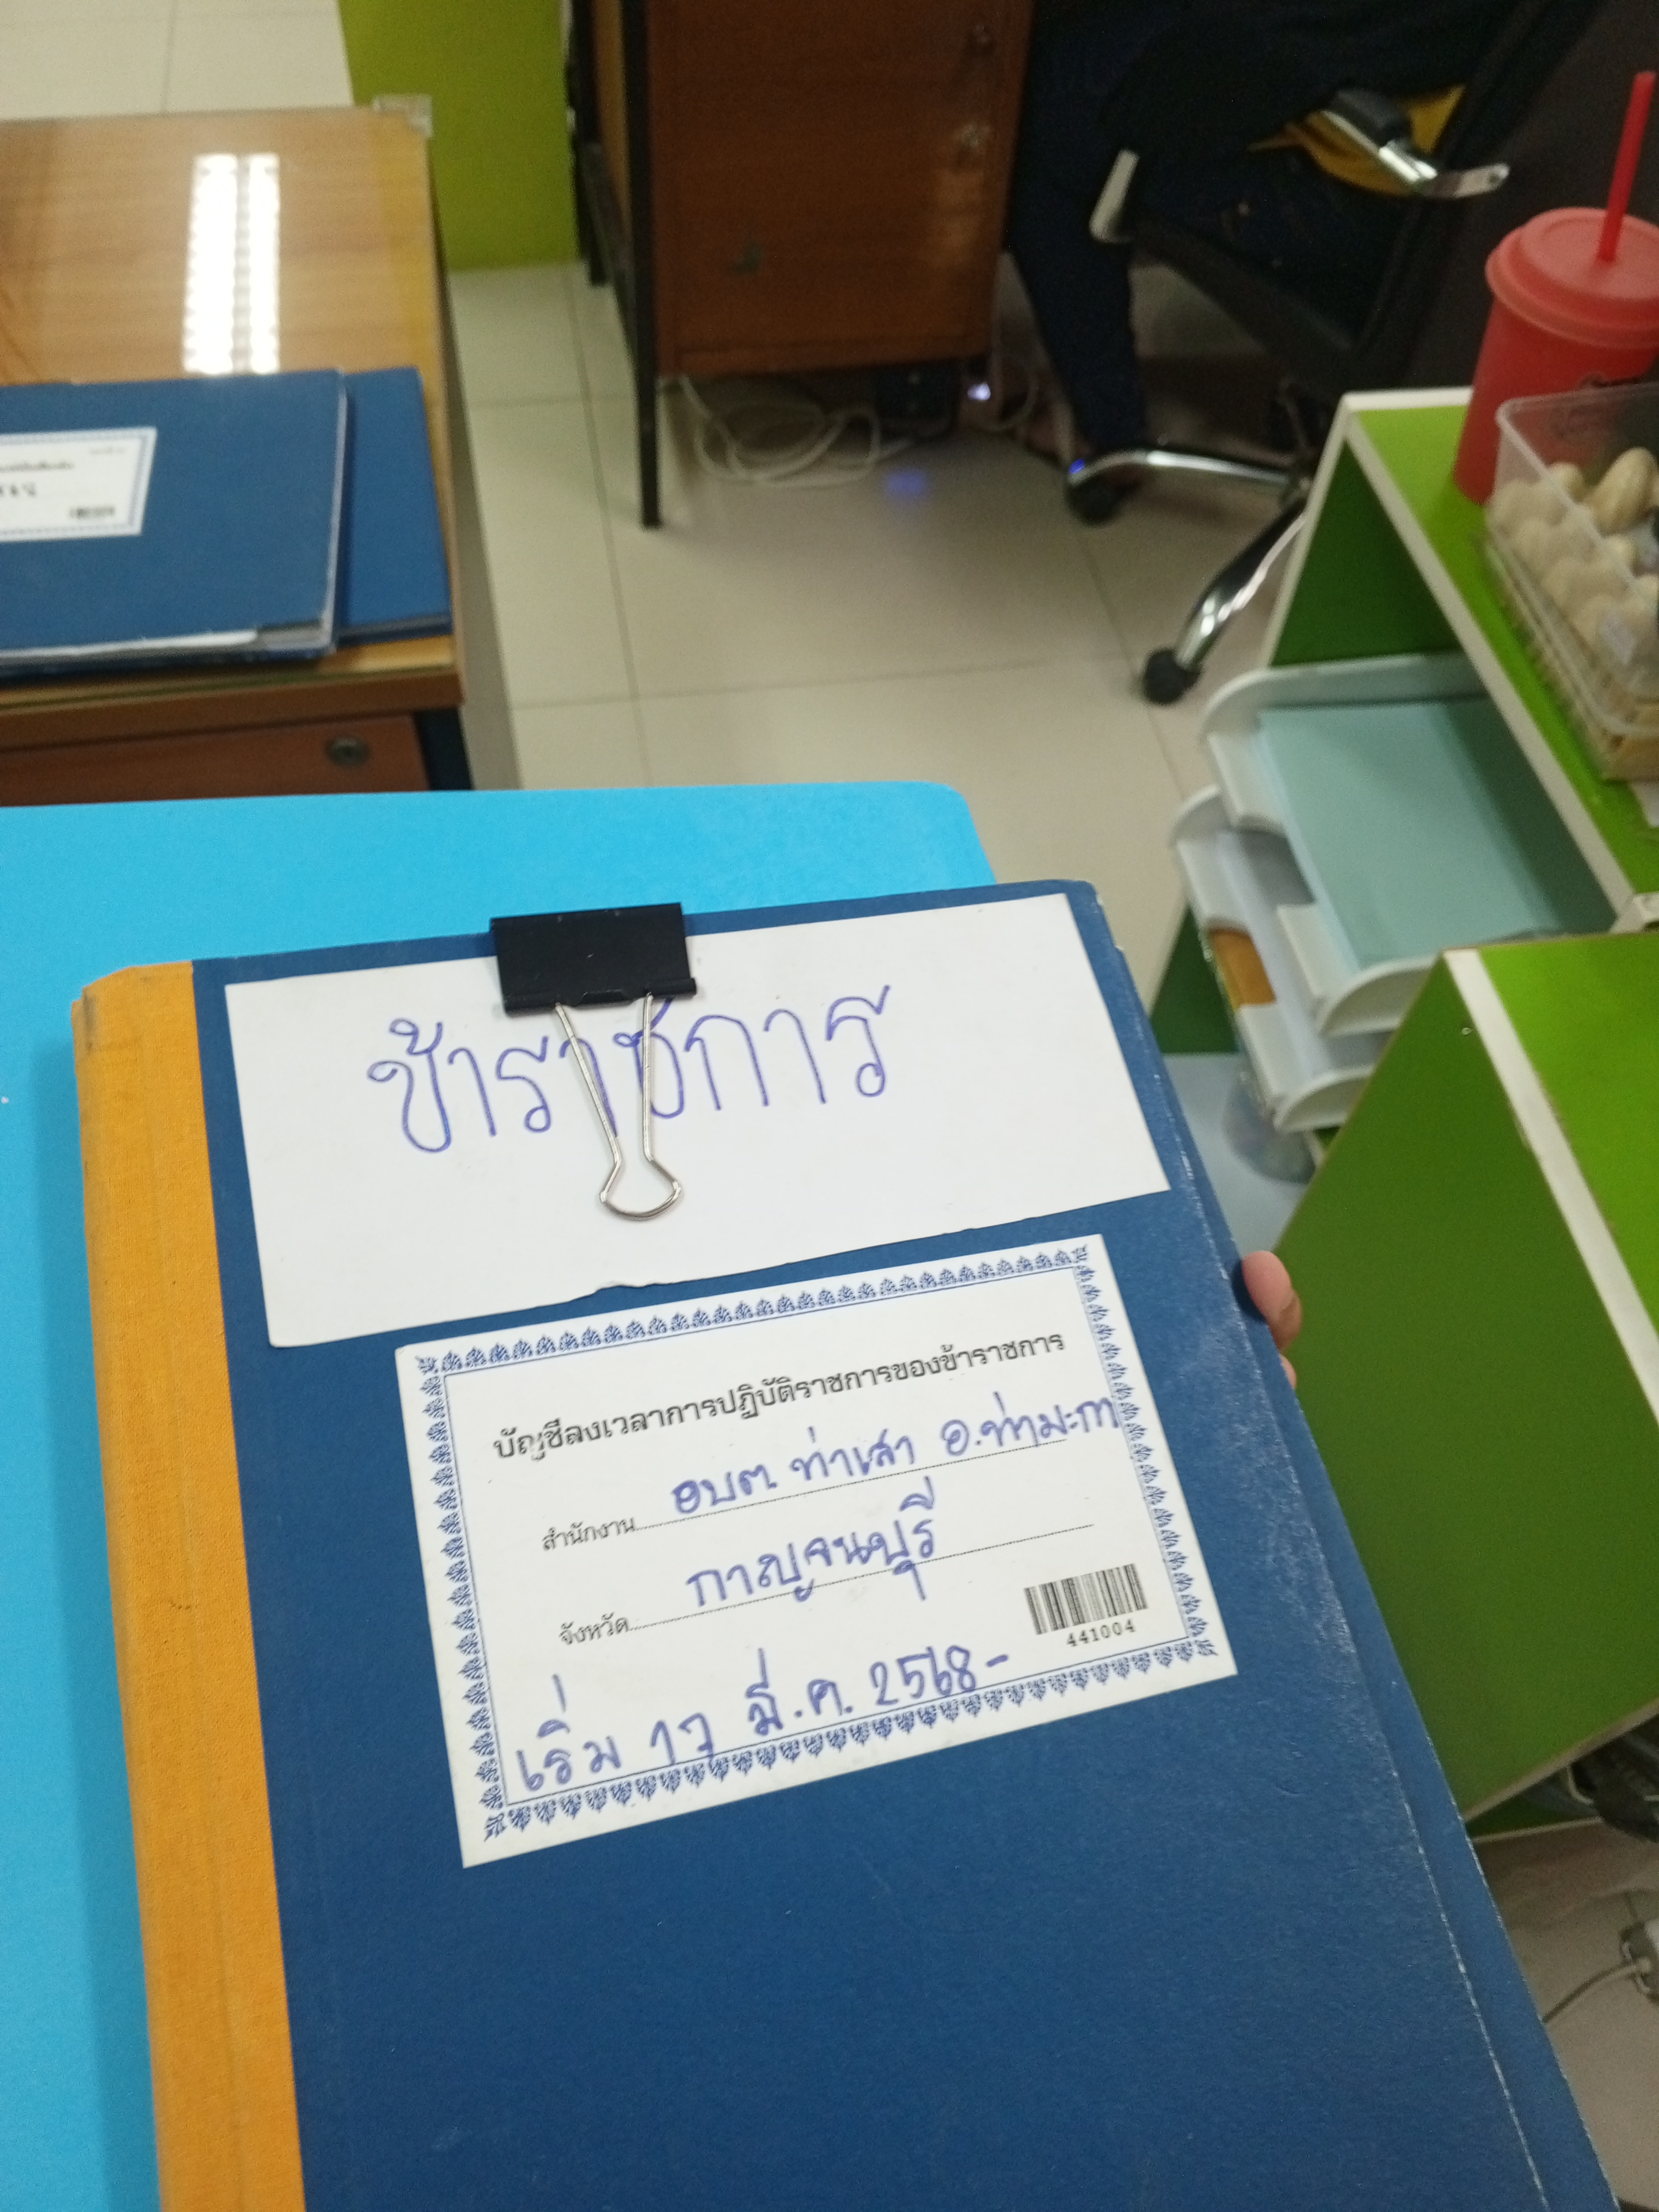 ข้าราชการ
บัญชีลงเวลาการปฏิบัติราชการของข้าราชการ
สำนักงาน อบต. ท่าเสา อ.ท่ามะกา
จังหวัด กาญจนบุรี
441004
เริ่ม 17 มี.ค. 2568-